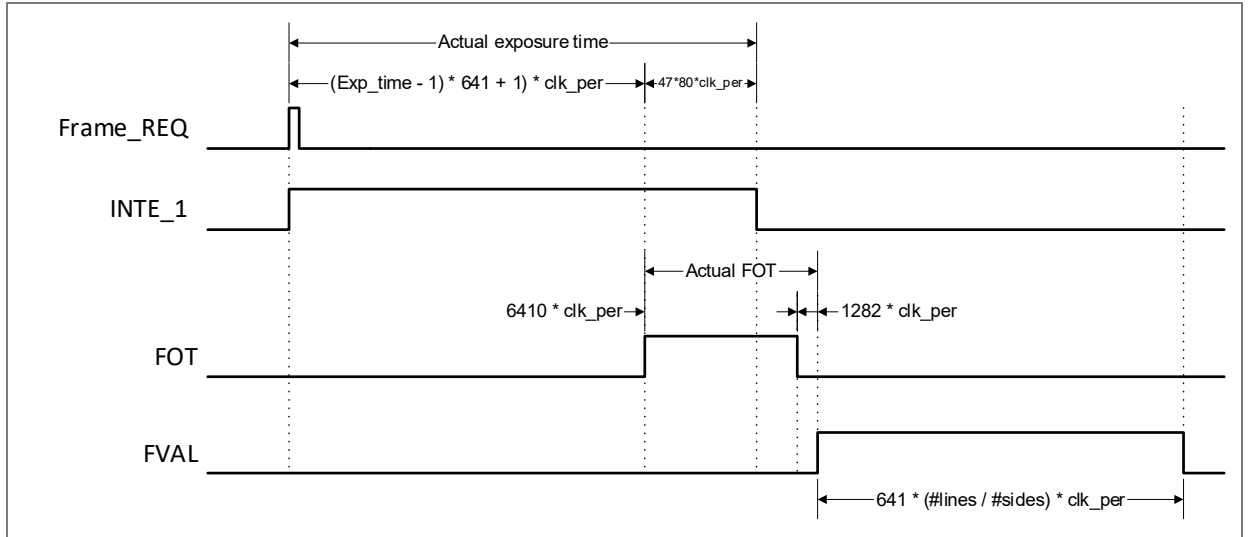 Actual exposure time
(Exp_time - 1) * 641 + 1) * clk_per
47*80*clk_per
Frame_REQ
INTE_1
Actual FOT
6410 * clk_per
1282 * clk_per
FOT
FVAL
641 * (#lines / #sides) * clk_per